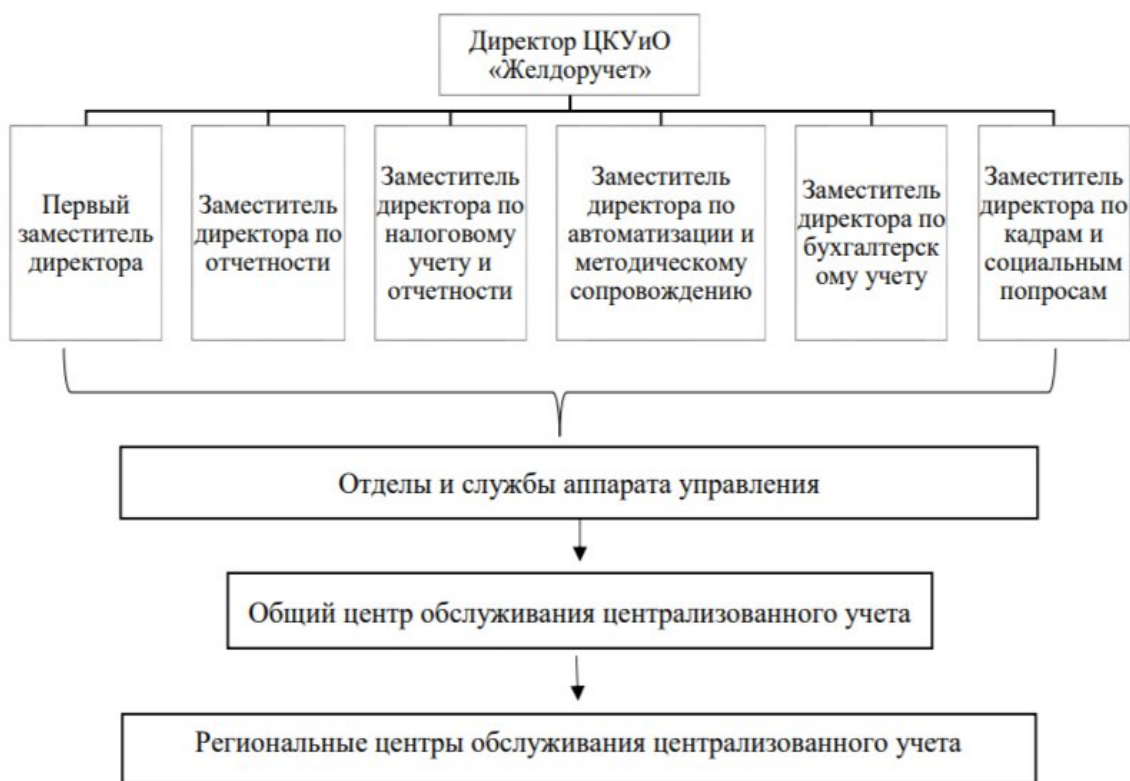 Директор ЦКУиО
«Желдоручет»
Первый
заместитель
директора
Заместитель
директора по
отчетности
Заместитель
директора по
налоговому
учету и
отчетности
Заместитель
директора по
автоматизации и
методическому
сопровождению
Заместитель
директора по
бухгалтерск
ому учету
Заместитель
директора по
кадрам и
социальным
попросам
Отделы и службы аппарата управления
Общий центр обслуживания централизованного учета
Региональные центры обслуживания централизованного учета